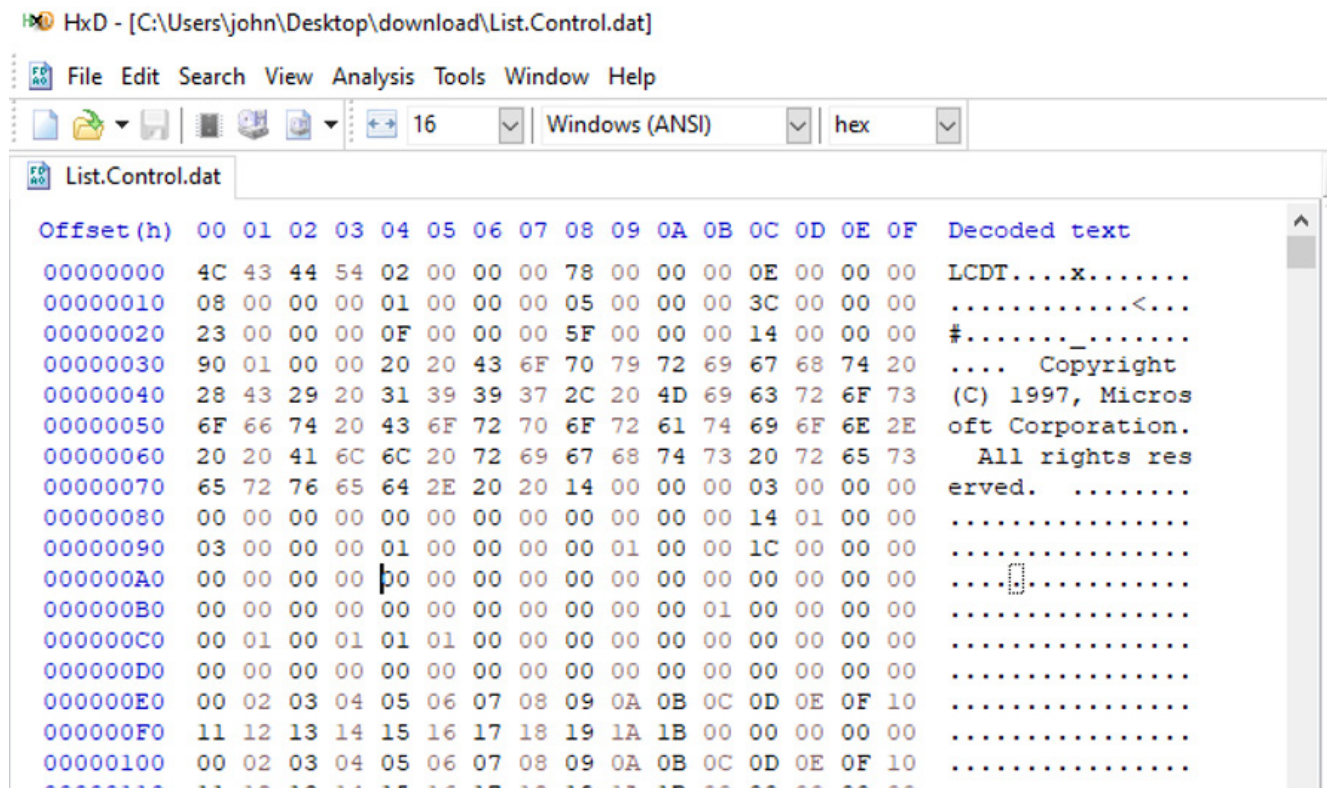 HxD - [C:\Users\john\Desktop\download\List.Control.dat]
File Edit Search View Analysis Tools Window Help
16 Windows (ANSI) hex
List.Control.dat
Offset(h) 00 01 02 03 04 05 06 07 08 09 0A 0B 0C 0D 0E 0F Decoded text
00000000 4C 43 44 54 02 00 00 00 78 00 00 00 0E 00 00 00 LCDT....x.......
00000010 08 00 00 00 01 00 00 00 05 00 00 00 3C 00 00 00 ............<...
00000020 23 00 00 00 0F 00 00 00 5F 00 00 00 14 00 00 00 #......._.......
00000030 90 01 00 00 20 20 43 6F 70 79 72 69 67 68 74 20 ....  Copyright
00000040 28 43 29 20 31 39 39 37 2C 20 4D 69 63 72 6F 73 (C) 1997, Micros
00000050 6F 66 74 20 43 6F 72 70 6F 72 61 74 69 6F 6E 2E oft Corporation.
00000060 20 20 41 6C 6C 20 72 69 67 68 74 73 20 72 65 73   All rights res
00000070 65 72 76 65 64 2E 20 20 14 00 00 00 03 00 00 00 erved.  ........
00000080 00 00 00 00 00 00 00 00 00 00 00 00 14 01 00 00 ................
00000090 03 00 00 00 01 00 00 00 00 01 00 00 1C 00 00 00 ................
000000A0 00 00 00 00 00 00 00 00 00 00 00 00 00 00 00 00 ................
000000B0 00 00 00 00 00 00 00 00 00 00 00 01 00 00 00 00 ................
000000C0 00 01 00 01 01 01 00 00 00 00 00 00 00 00 00 00 ................
000000D0 00 00 00 00 00 00 00 00 00 00 00 00 00 00 00 00 ................
000000E0 00 02 03 04 05 06 07 08 09 0A 0B 0C 0D 0E 0F 10 ................
000000F0 11 12 13 14 15 16 17 18 19 1A 1B 00 00 00 00 00 ................
00000100 00 02 03 04 05 06 07 08 09 0A 0B 0C 0D 0E 0F 10 ................